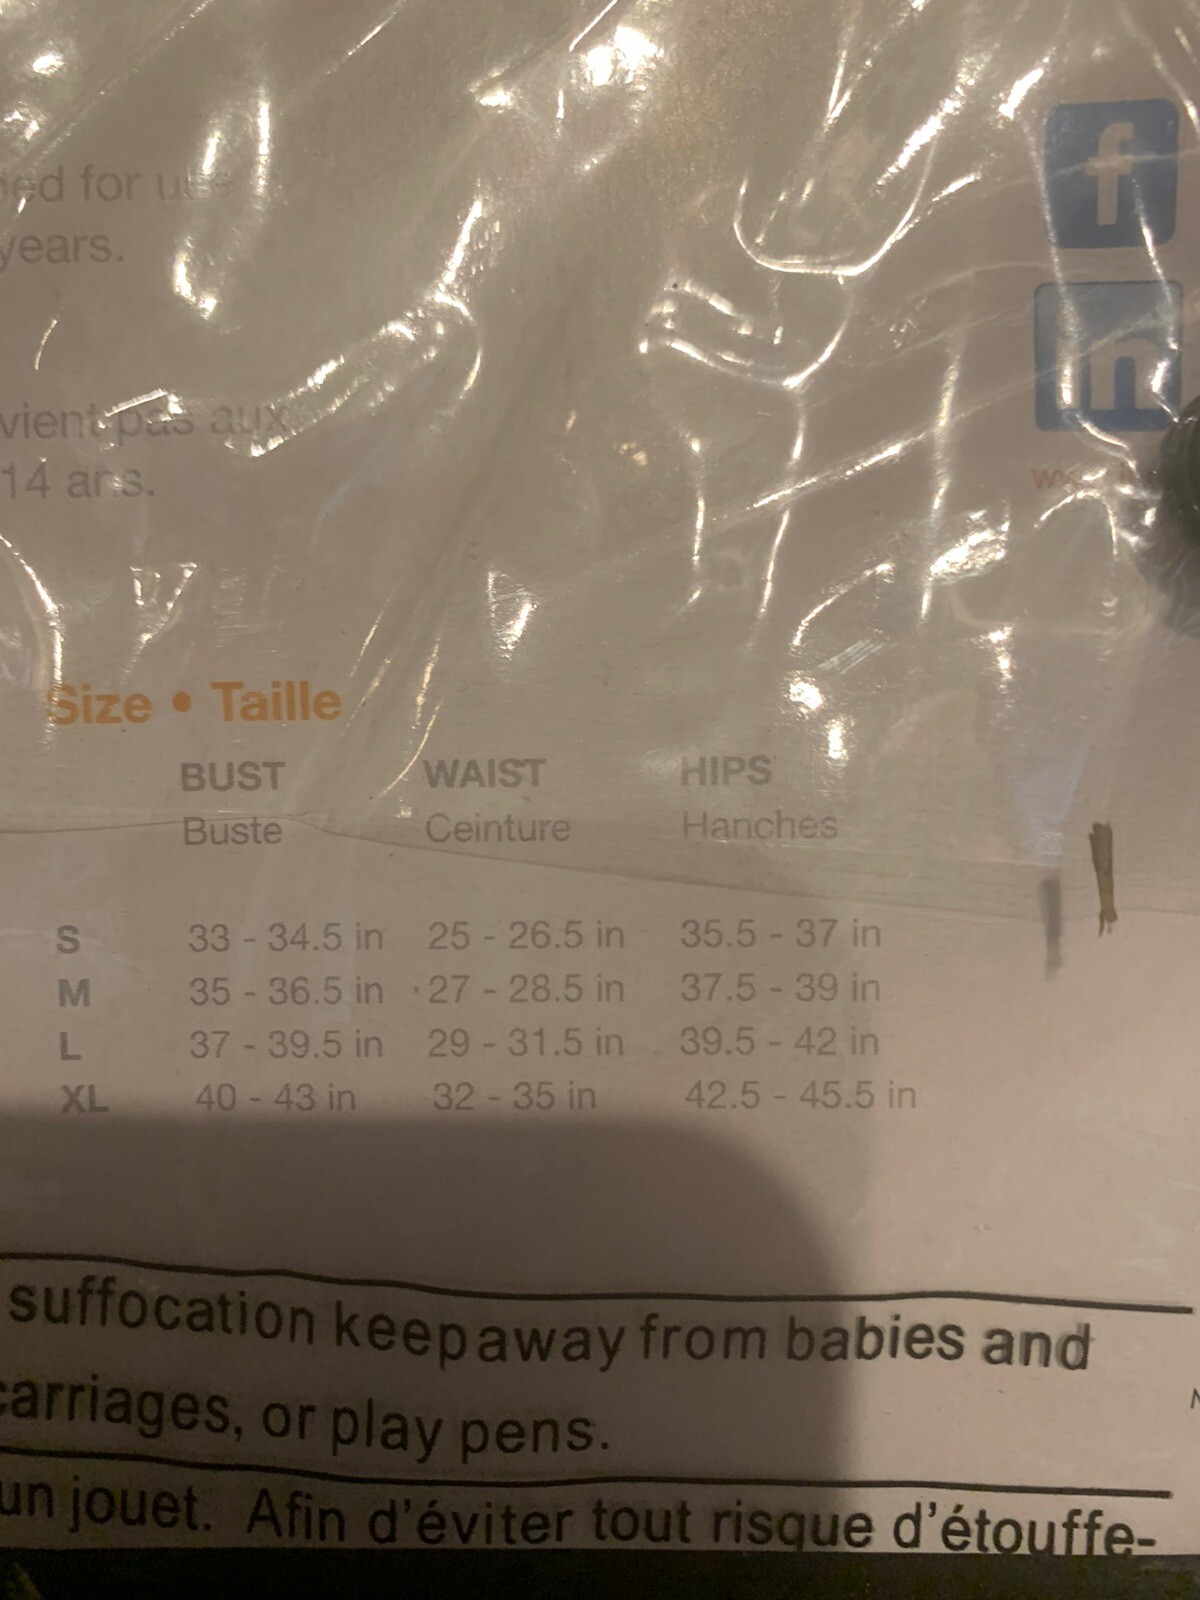 for
years.
f
vient pas aux
14 ans.
in
Size • Taille
BUST WAIST HIPS
Buste Ceinture Hanches
S 33 - 34.5 in 25 - 26.5 in 35.5 - 37 in
M 35 - 36.5 in 27 - 28.5 in 37.5 - 39 in
L 37 - 39.5 in 29 - 31.5 in 39.5 - 42 in
XL 40 - 43 in 32 - 35 in 42.5 - 45.5 in
suffocation keep away from babies and
carriages, or play pens.
un jouet. Afin d'éviter tout risque d'étouffe-